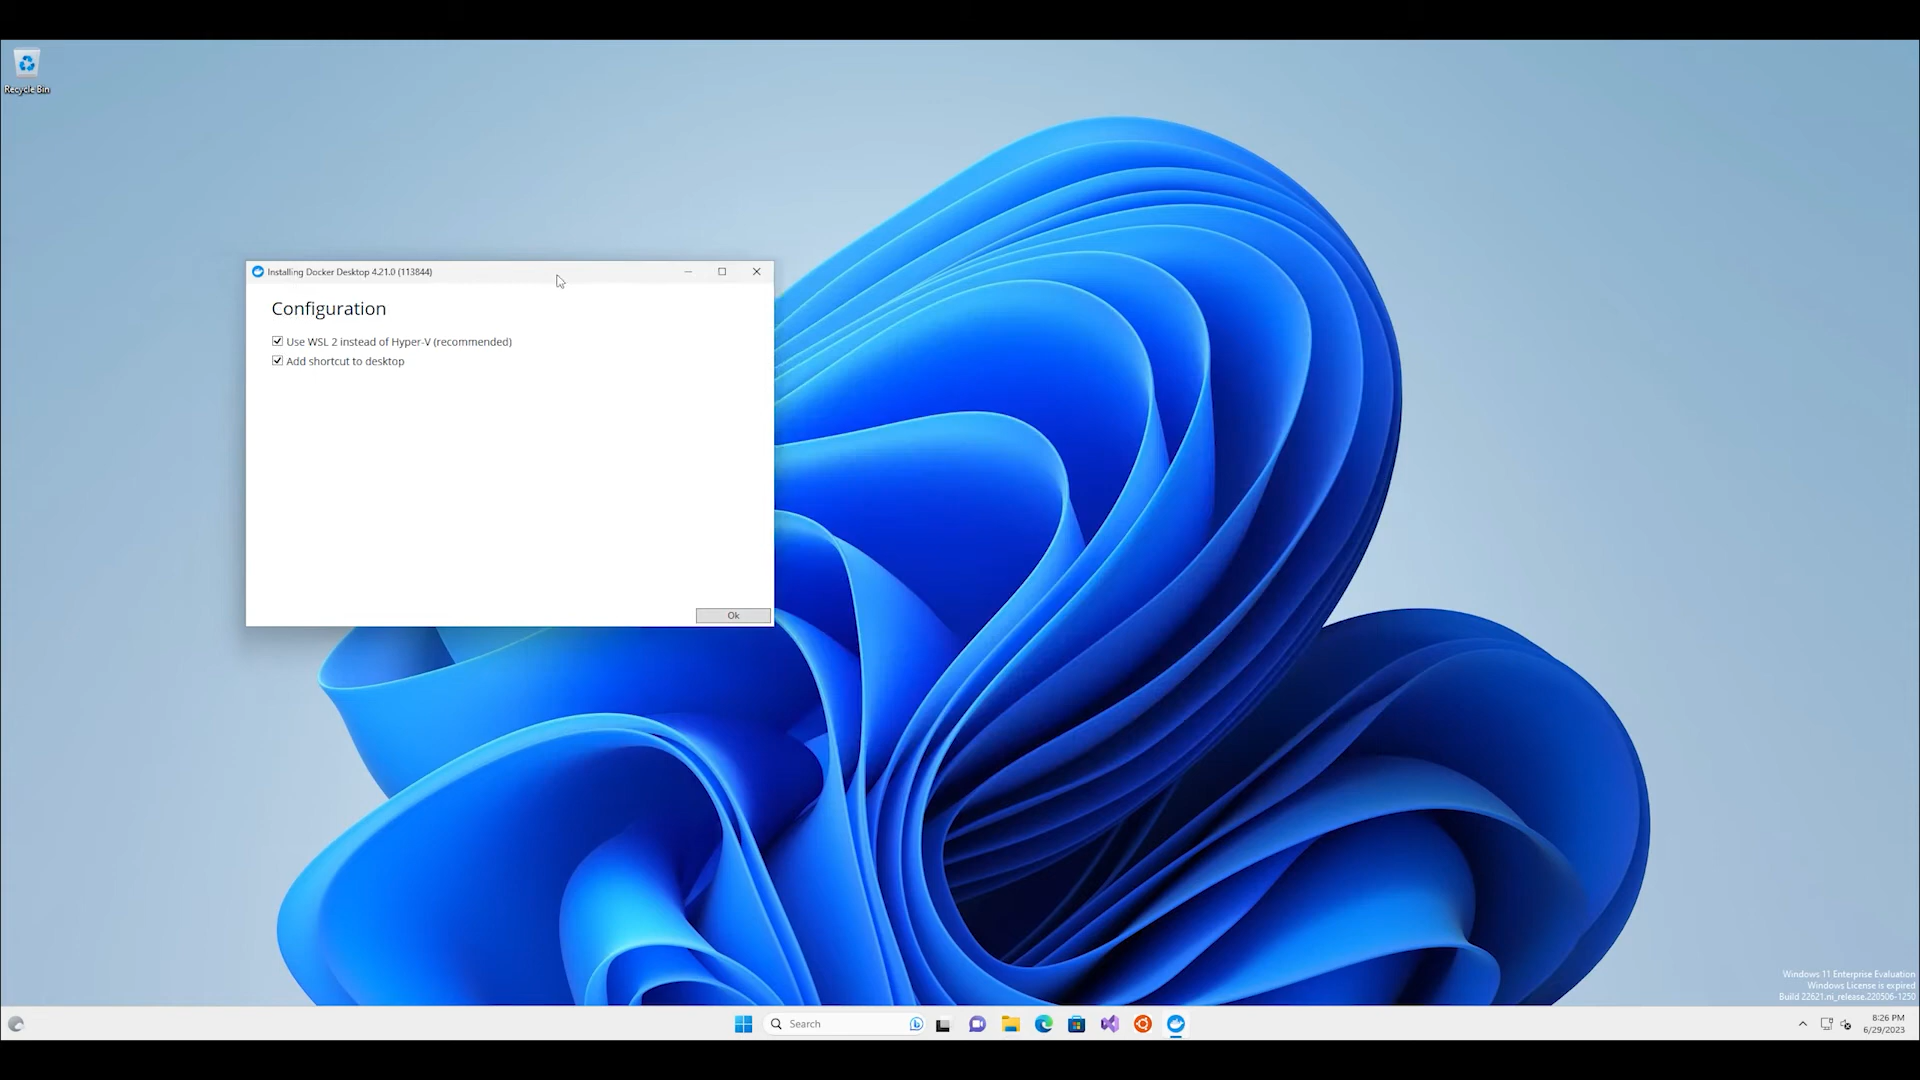 Recycle Bin
Installing Docker Desktop 4.21.0 (113844)
Configuration
Use WSL 2 instead of Hyper-V (recommended)
Add shortcut to desktop
Ok
Windows 11 Enterprise Evaluation
Windows License is expired
Build 22621.ni_release.220506-1250
Search
8:26 PM
6/29/2023